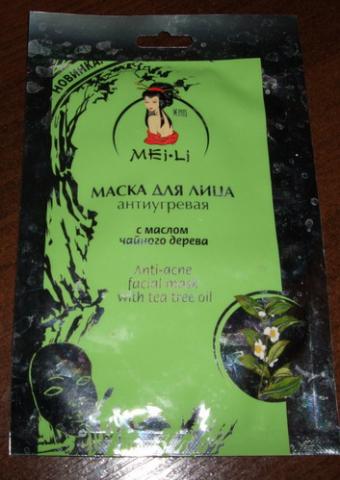 НОВИНКА!
MEi·Li
МАСКА ДЛЯ ЛИЦА
антиугревая
с маслом
чайного дерева
Anti-acne
facial mask
with tea tree oil